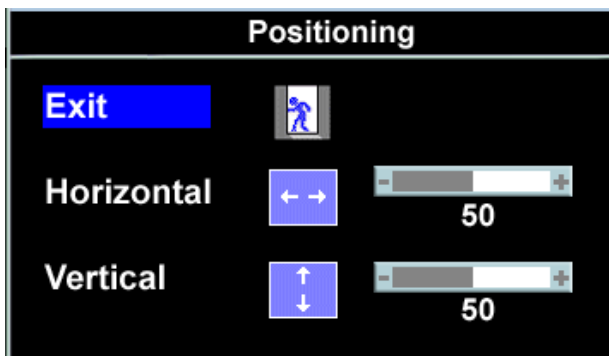 Positioning
Exit
Horizontal
- +
50
Vertical
- +
50